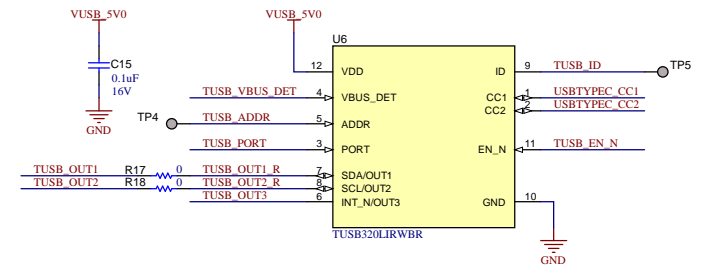 VUSB_5V0 VUSB_5V0
U6
C15
0.1uF
16V
GND
12 VDD ID 9 TUSB_ID TP5
TUSB_VBUS_DET 4 VBUS_DET CC1 1 USBTYPEC_CC1
CC2 2 USBTYPEC_CC2
TP4 TUSB_ADDR 5 ADDR
TUSB_PORT 3 PORT EN_N 11 TUSB_EN_N
TUSB_OUT1 R17 0 TUSB_OUT1_R 7 SDA/OUT1
TUSB_OUT2 R18 0 TUSB_OUT2_R 8 SCL/OUT2
TUSB_OUT3 6 INT_N/OUT3 GND 10
TUSB320LIRWBR
GND